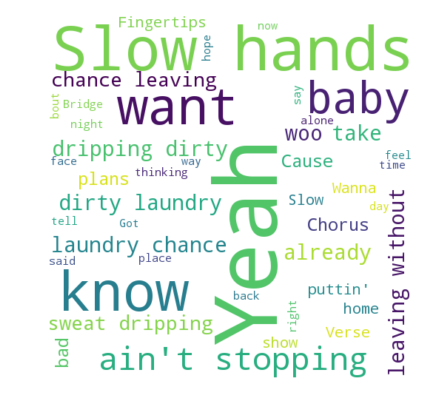 Fingertips
now
Slow hands
hope
chance leaving
want
baby
say
bout
Bridge
night
alone
woo
take
dripping dirty
face
way
thinking
Cause
feel
time
plans
Yeah
Wanna
dirty laundry
Slow
day
tell
Got
Chorus
leaving without
laundry chance
already
said
place
know
back
puttin'
home
right
sweat dripping
Verse
bad
show
ain't stopping